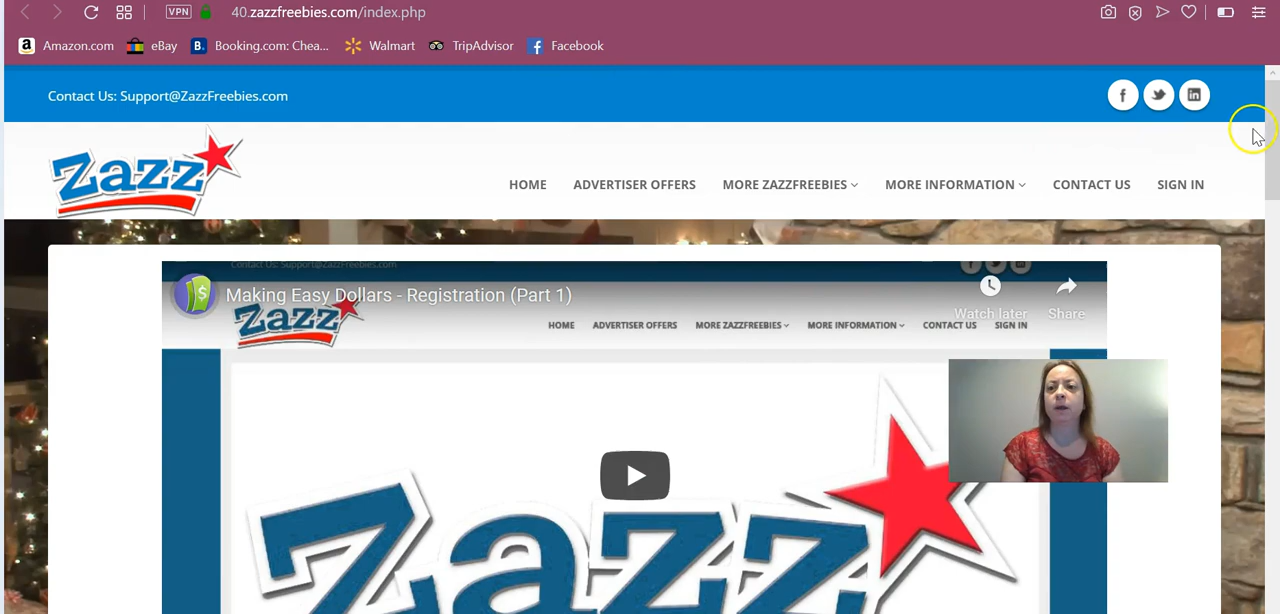 VPN 40.zazzfreebies.com/index.php
a Amazon.com eBay B. Booking.com: Chea... Walmart TripAdvisor f Facebook
Contact Us: Support@ZazzFreebies.com f in
Zazz
HOME ADVERTISER OFFERS MORE ZAZZFREEBIES MORE INFORMATION CONTACT US SIGN IN
Contact Us: Support@ZazzFreebies.com
$ Making Easy Dollars - Registration (Part 1)
Watch later Share
Zazz
HOME ADVERTISER OFFERS MORE ZAZZFREEBIES MORE INFORMATION CONTACT US SIGN IN
Zazz